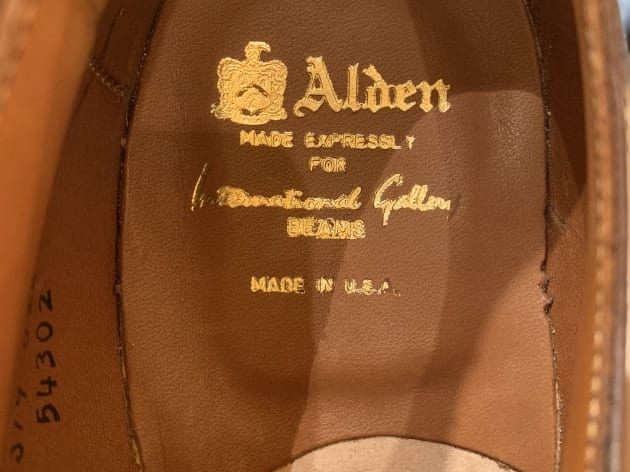 Alden
MADE EXPRESSLY
FOR
International Gallery
BEAMS
MADE IN U.S.A.
54302